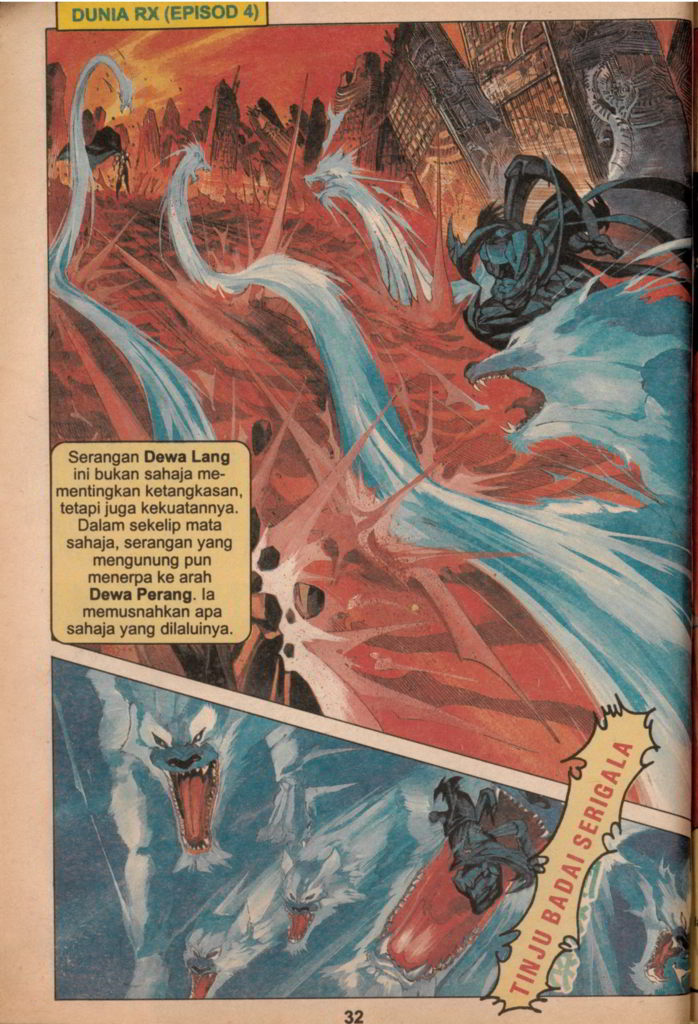 DUNIA RX (EPISOD 4)
Serangan Dewa Lang
ini bukan sahaja me-
mentingkan ketangkasan,
tetapi juga kekuatannya.
Dalam sekelip mata
sahaja, serangan yang
mengunung pun
menerpa ke arah
Dewa Perang. Ia
memusnahkan apa
sahaja yang dilaluinya.
TINJU BADAI SERIGALA
32